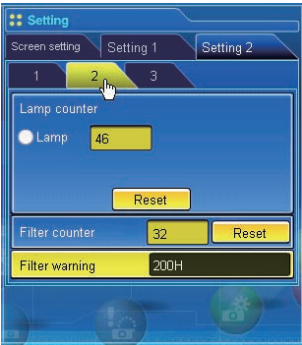 Setting
Screen setting Setting 1 Setting 2
1 2 3
Lamp counter
Lamp 46
Reset
Filter counter 32 Reset
Filter warning 200H